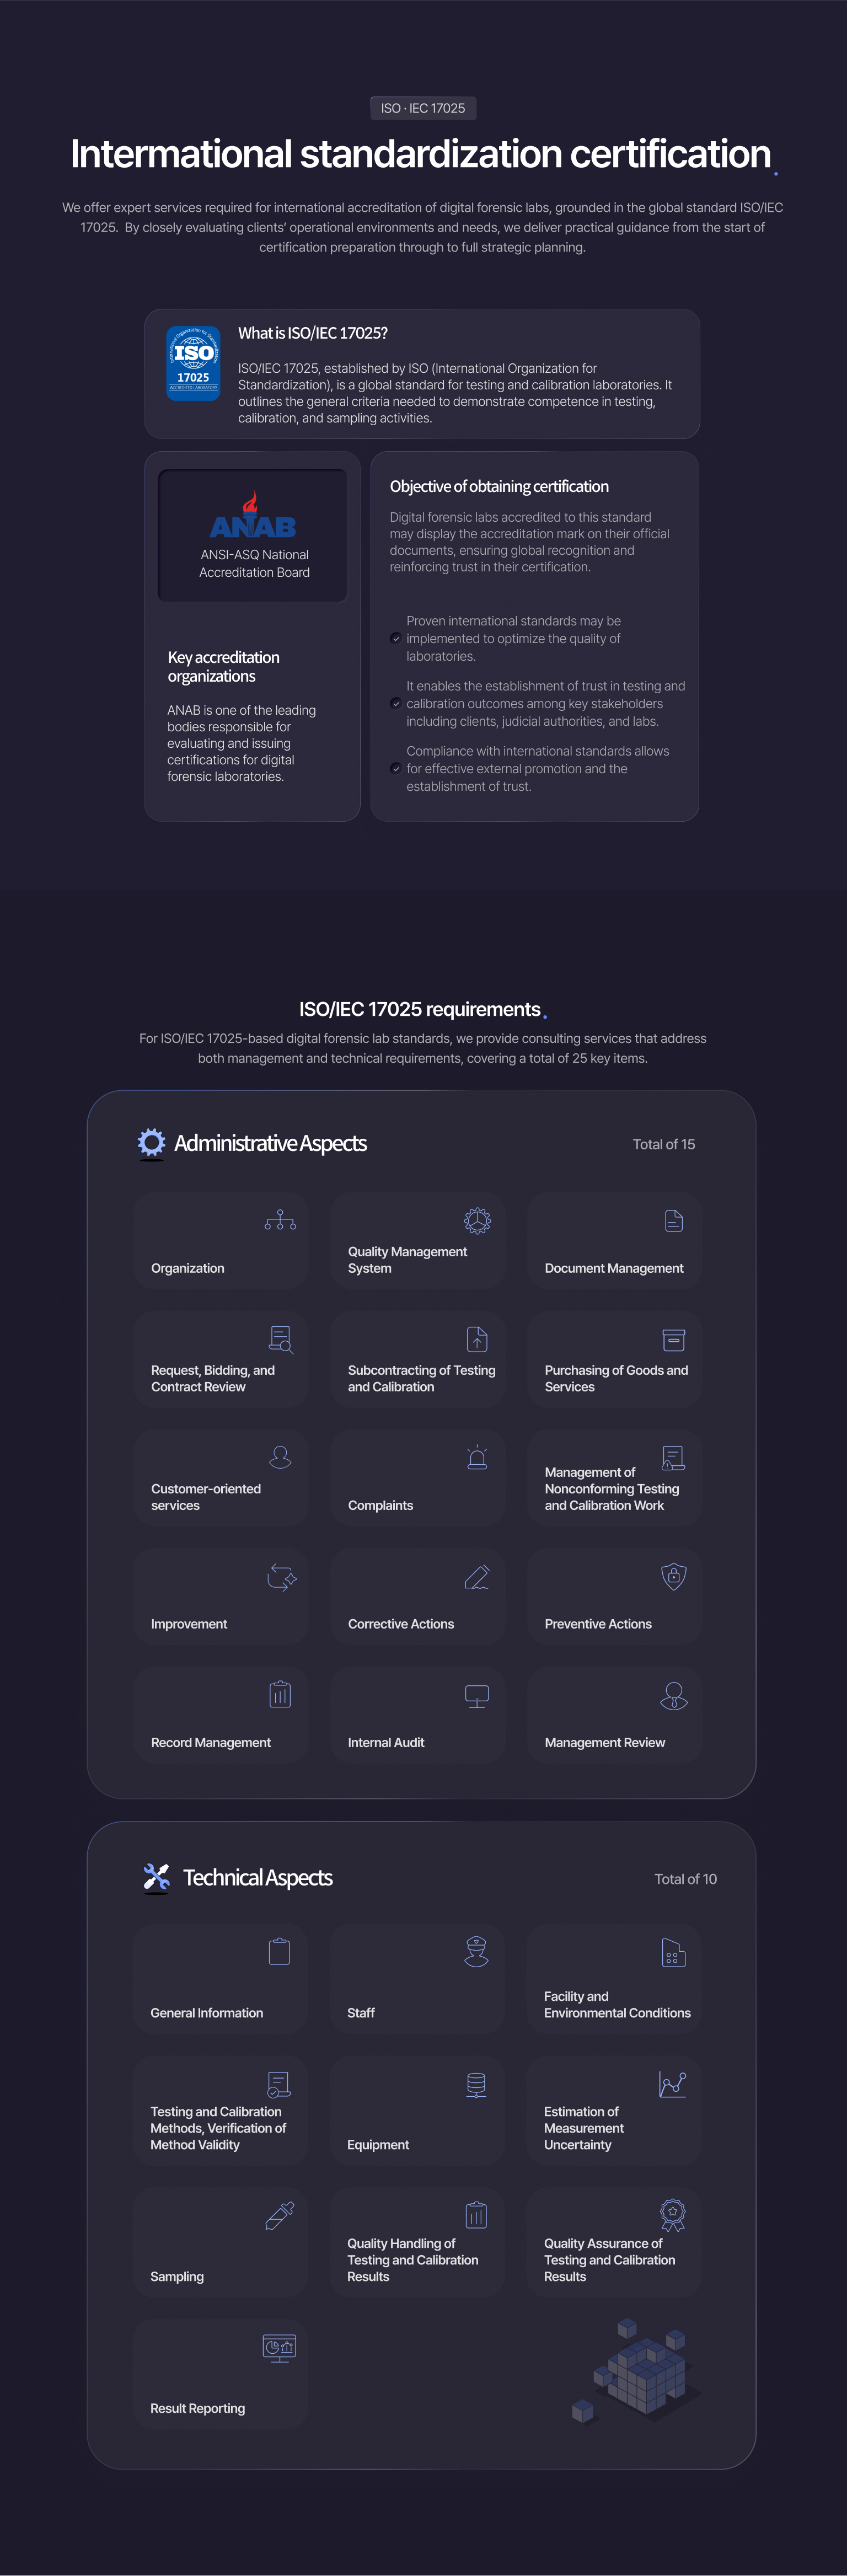 ISO · IEC 17025
Intermational standardization certification
We offer expert services required for international accreditation of digital forensic labs, grounded in the global standard ISO/IEC
17025. By closely evaluating clients’ operational environments and needs, we deliver practical guidance from the start of
certification preparation through to full strategic planning.
International Organization for Standardization
ISO
17025
ACCREDITED LABORATORY
What is ISO/IEC 17025?
ISO/IEC 17025, established by ISO (International Organization for
Standardization), is a global standard for testing and calibration laboratories. It
outlines the general criteria needed to demonstrate competence in testing,
calibration, and sampling activities.
ANAB
ANSI-ASQ National
Accreditation Board
Key accreditation
organizations
ANAB is one of the leading
bodies responsible for
evaluating and issuing
certifications for digital
forensic laboratories.
Objective of obtaining certification
Digital forensic labs accredited to this standard
may display the accreditation mark on their official
documents, ensuring global recognition and
reinforcing trust in their certification.
Proven international standards may be
implemented to optimize the quality of
laboratories.
It enables the establishment of trust in testing and
calibration outcomes among key stakeholders
including clients, judicial authorities, and labs.
Compliance with international standards allows
for effective external promotion and the
establishment of trust.
ISO/IEC 17025 requirements
For ISO/IEC 17025-based digital forensic lab standards, we provide consulting services that address
both management and technical requirements, covering a total of 25 key items.
Administrative Aspects
Total of 15
Organization
Quality Management
System
Document Management
Request, Bidding, and
Contract Review
Subcontracting of Testing
and Calibration
Purchasing of Goods and
Services
Customer-oriented
services
Complaints
Management of
Nonconforming Testing
and Calibration Work
Improvement
Corrective Actions
Preventive Actions
Record Management
Internal Audit
Management Review
Technical Aspects
Total of 10
General Information
Staff
Facility and
Environmental Conditions
Testing and Calibration
Methods, Verification of
Method Validity
Equipment
Estimation of
Measurement
Uncertainty
Sampling
Quality Handling of
Testing and Calibration
Results
Quality Assurance of
Testing and Calibration
Results
Result Reporting